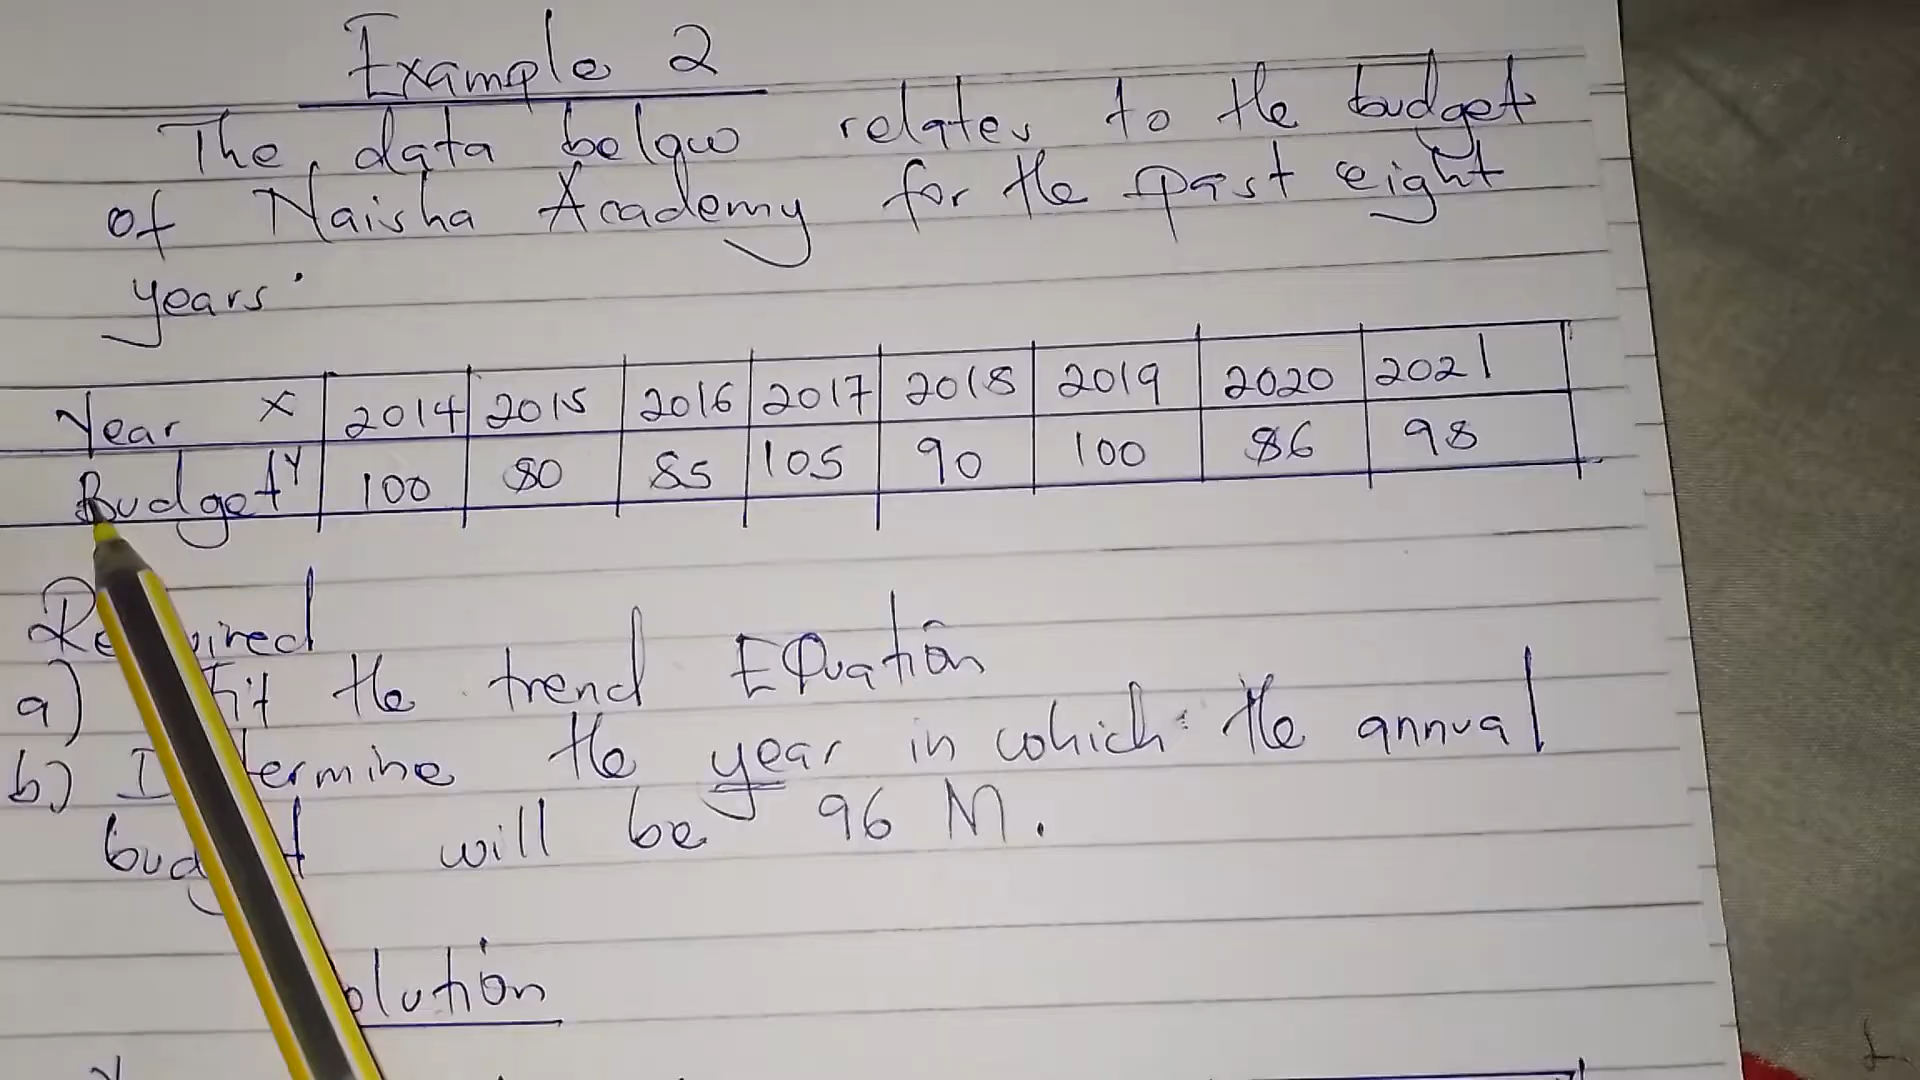 Example 2
The data below relates to the budget
of Naisha Academy for the past eight
years.
Year X 2014 2015 2016 2017 2018 2019 2020 2021
Budget Y 100 80 85 105 90 100 86 98
a) the trend EQuation
b) the year in which the annual
will be 96 M.